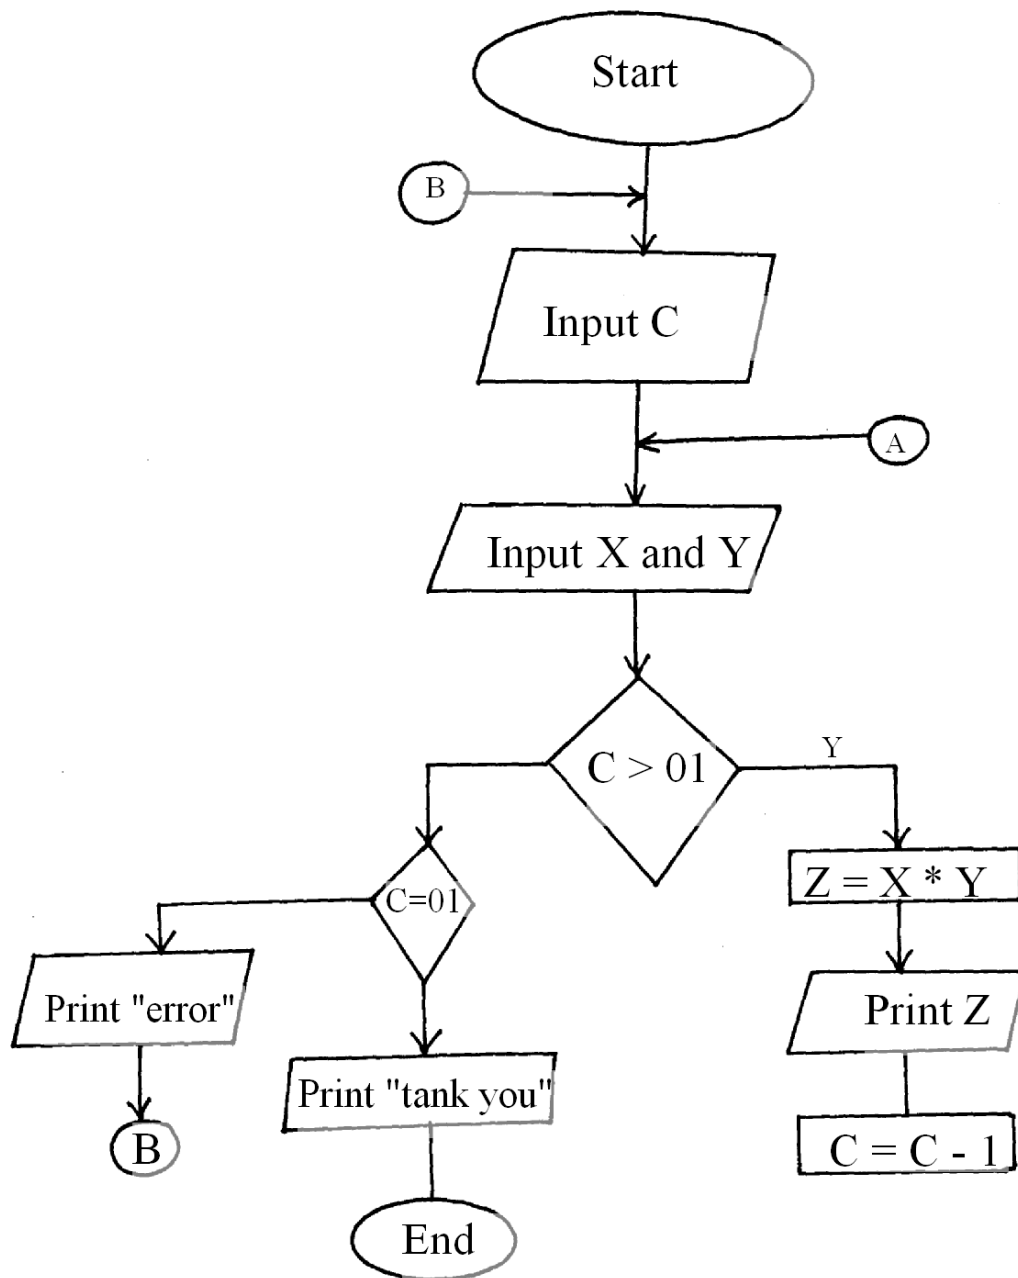 Start
B
Input C
A
Input X and Y
C > 01
Y
C=01
Z = X * Y
Print "error"
Print Z
Print "tank you"
B
C = C - 1
End